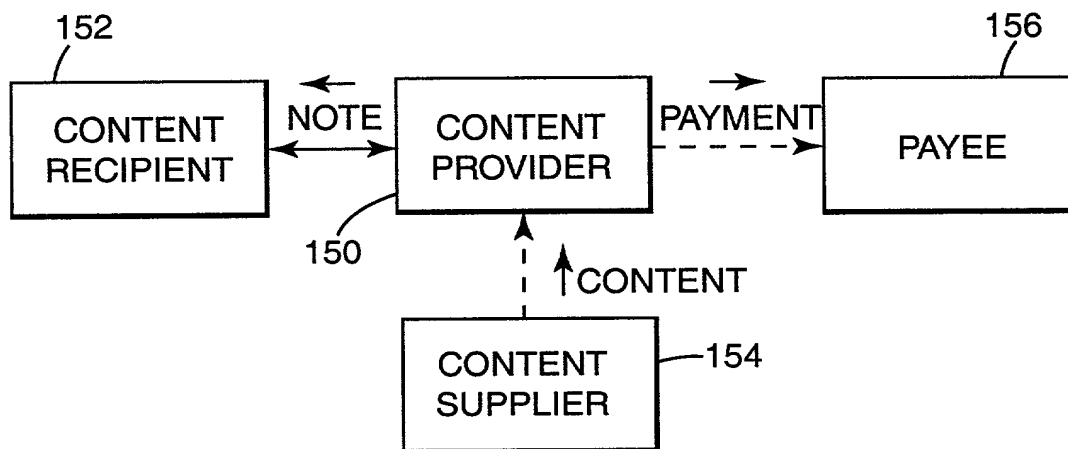 152
156
CONTENT
RECIPIENT
NOTE
CONTENT
PROVIDER
PAYMENT
PAYEE
150
CONTENT
CONTENT
SUPPLIER
154